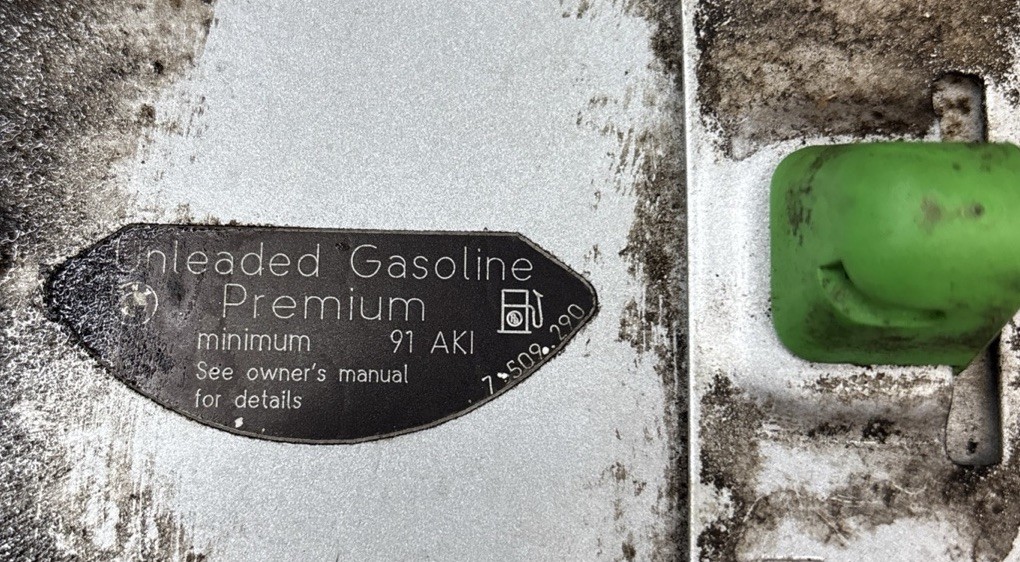 Unleaded Gasoline
Premium
minimum 91 AKI
See owner's manual
for details
7.509.290